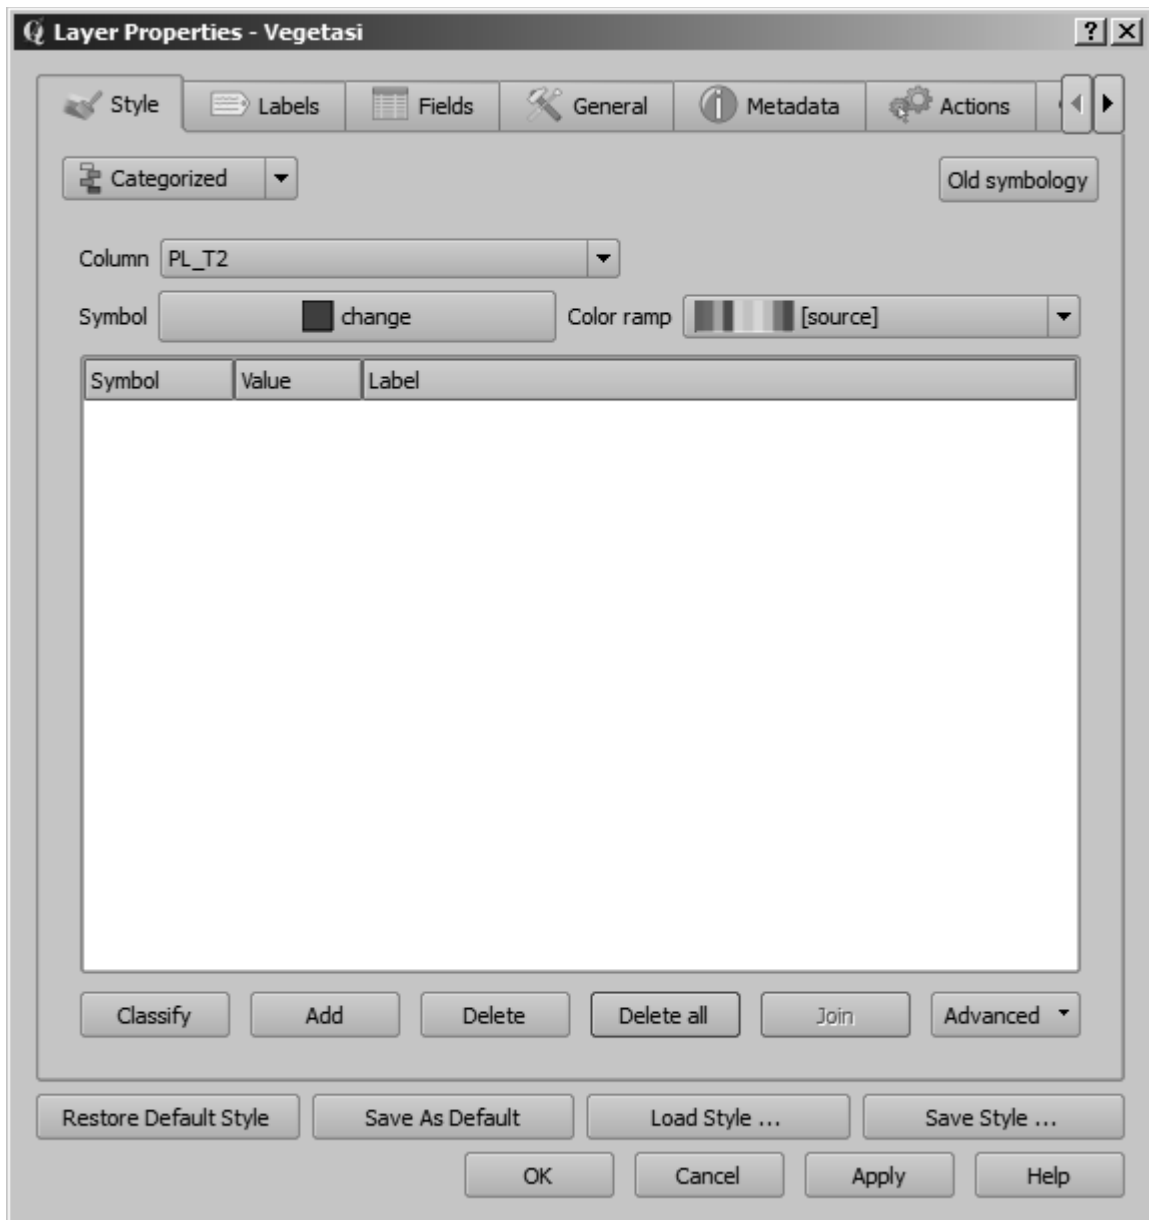 Layer Properties - Vegetasi
Style Labels Fields General Metadata Actions
Categorized Old symbology
Column PL_T2
Symbol change Color ramp [source]
Symbol Value Label
Classify Add Delete Delete all Join Advanced
Restore Default Style Save As Default Load Style ... Save Style ...
OK Cancel Apply Help